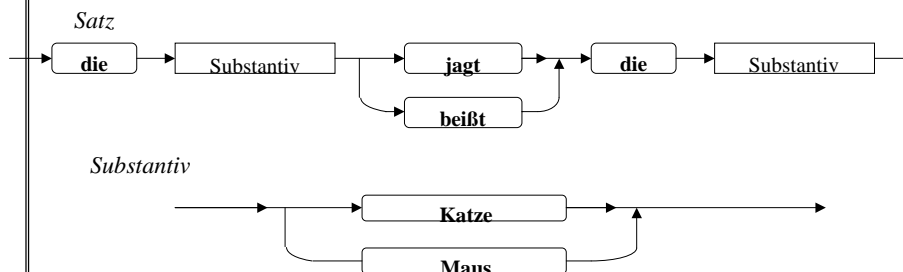 Satz
die Substantiv jagt die Substantiv
beißt
Substantiv
Katze
Maus